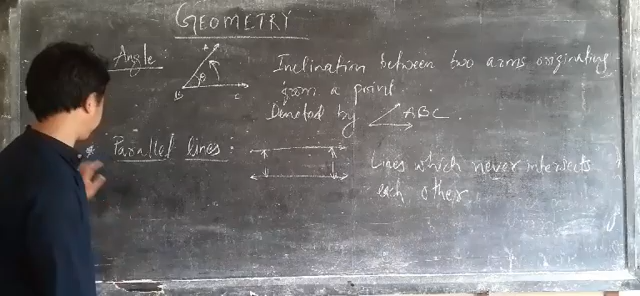 GEOMETRY
Angle:
A
θ
B
C
Inclination between two arms originating
from a point
Denoted by ABC.
* Parallel lines:
Lines which never intersects
each other